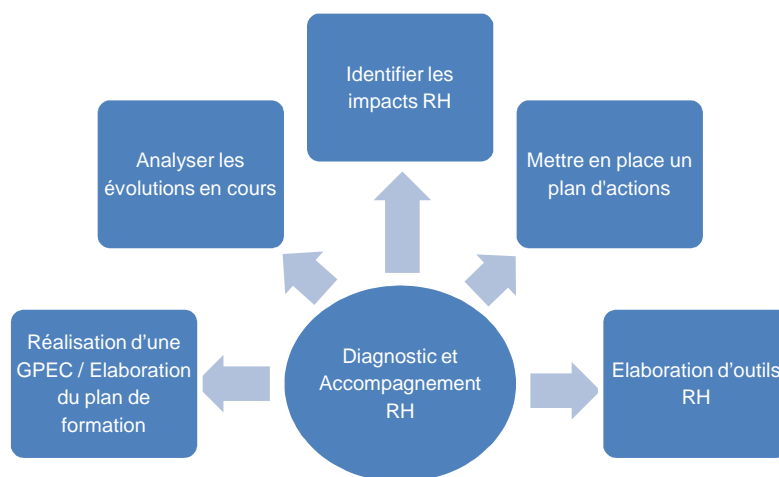 Identifier les
impacts RH
Analyser les
évolutions en cours
Mettre en place un
plan d'actions
Réalisation d’une
GPEC / Elaboration
du plan de
formation
Diagnostic et
Accompagnement
RH
Elaboration d’outils
RH